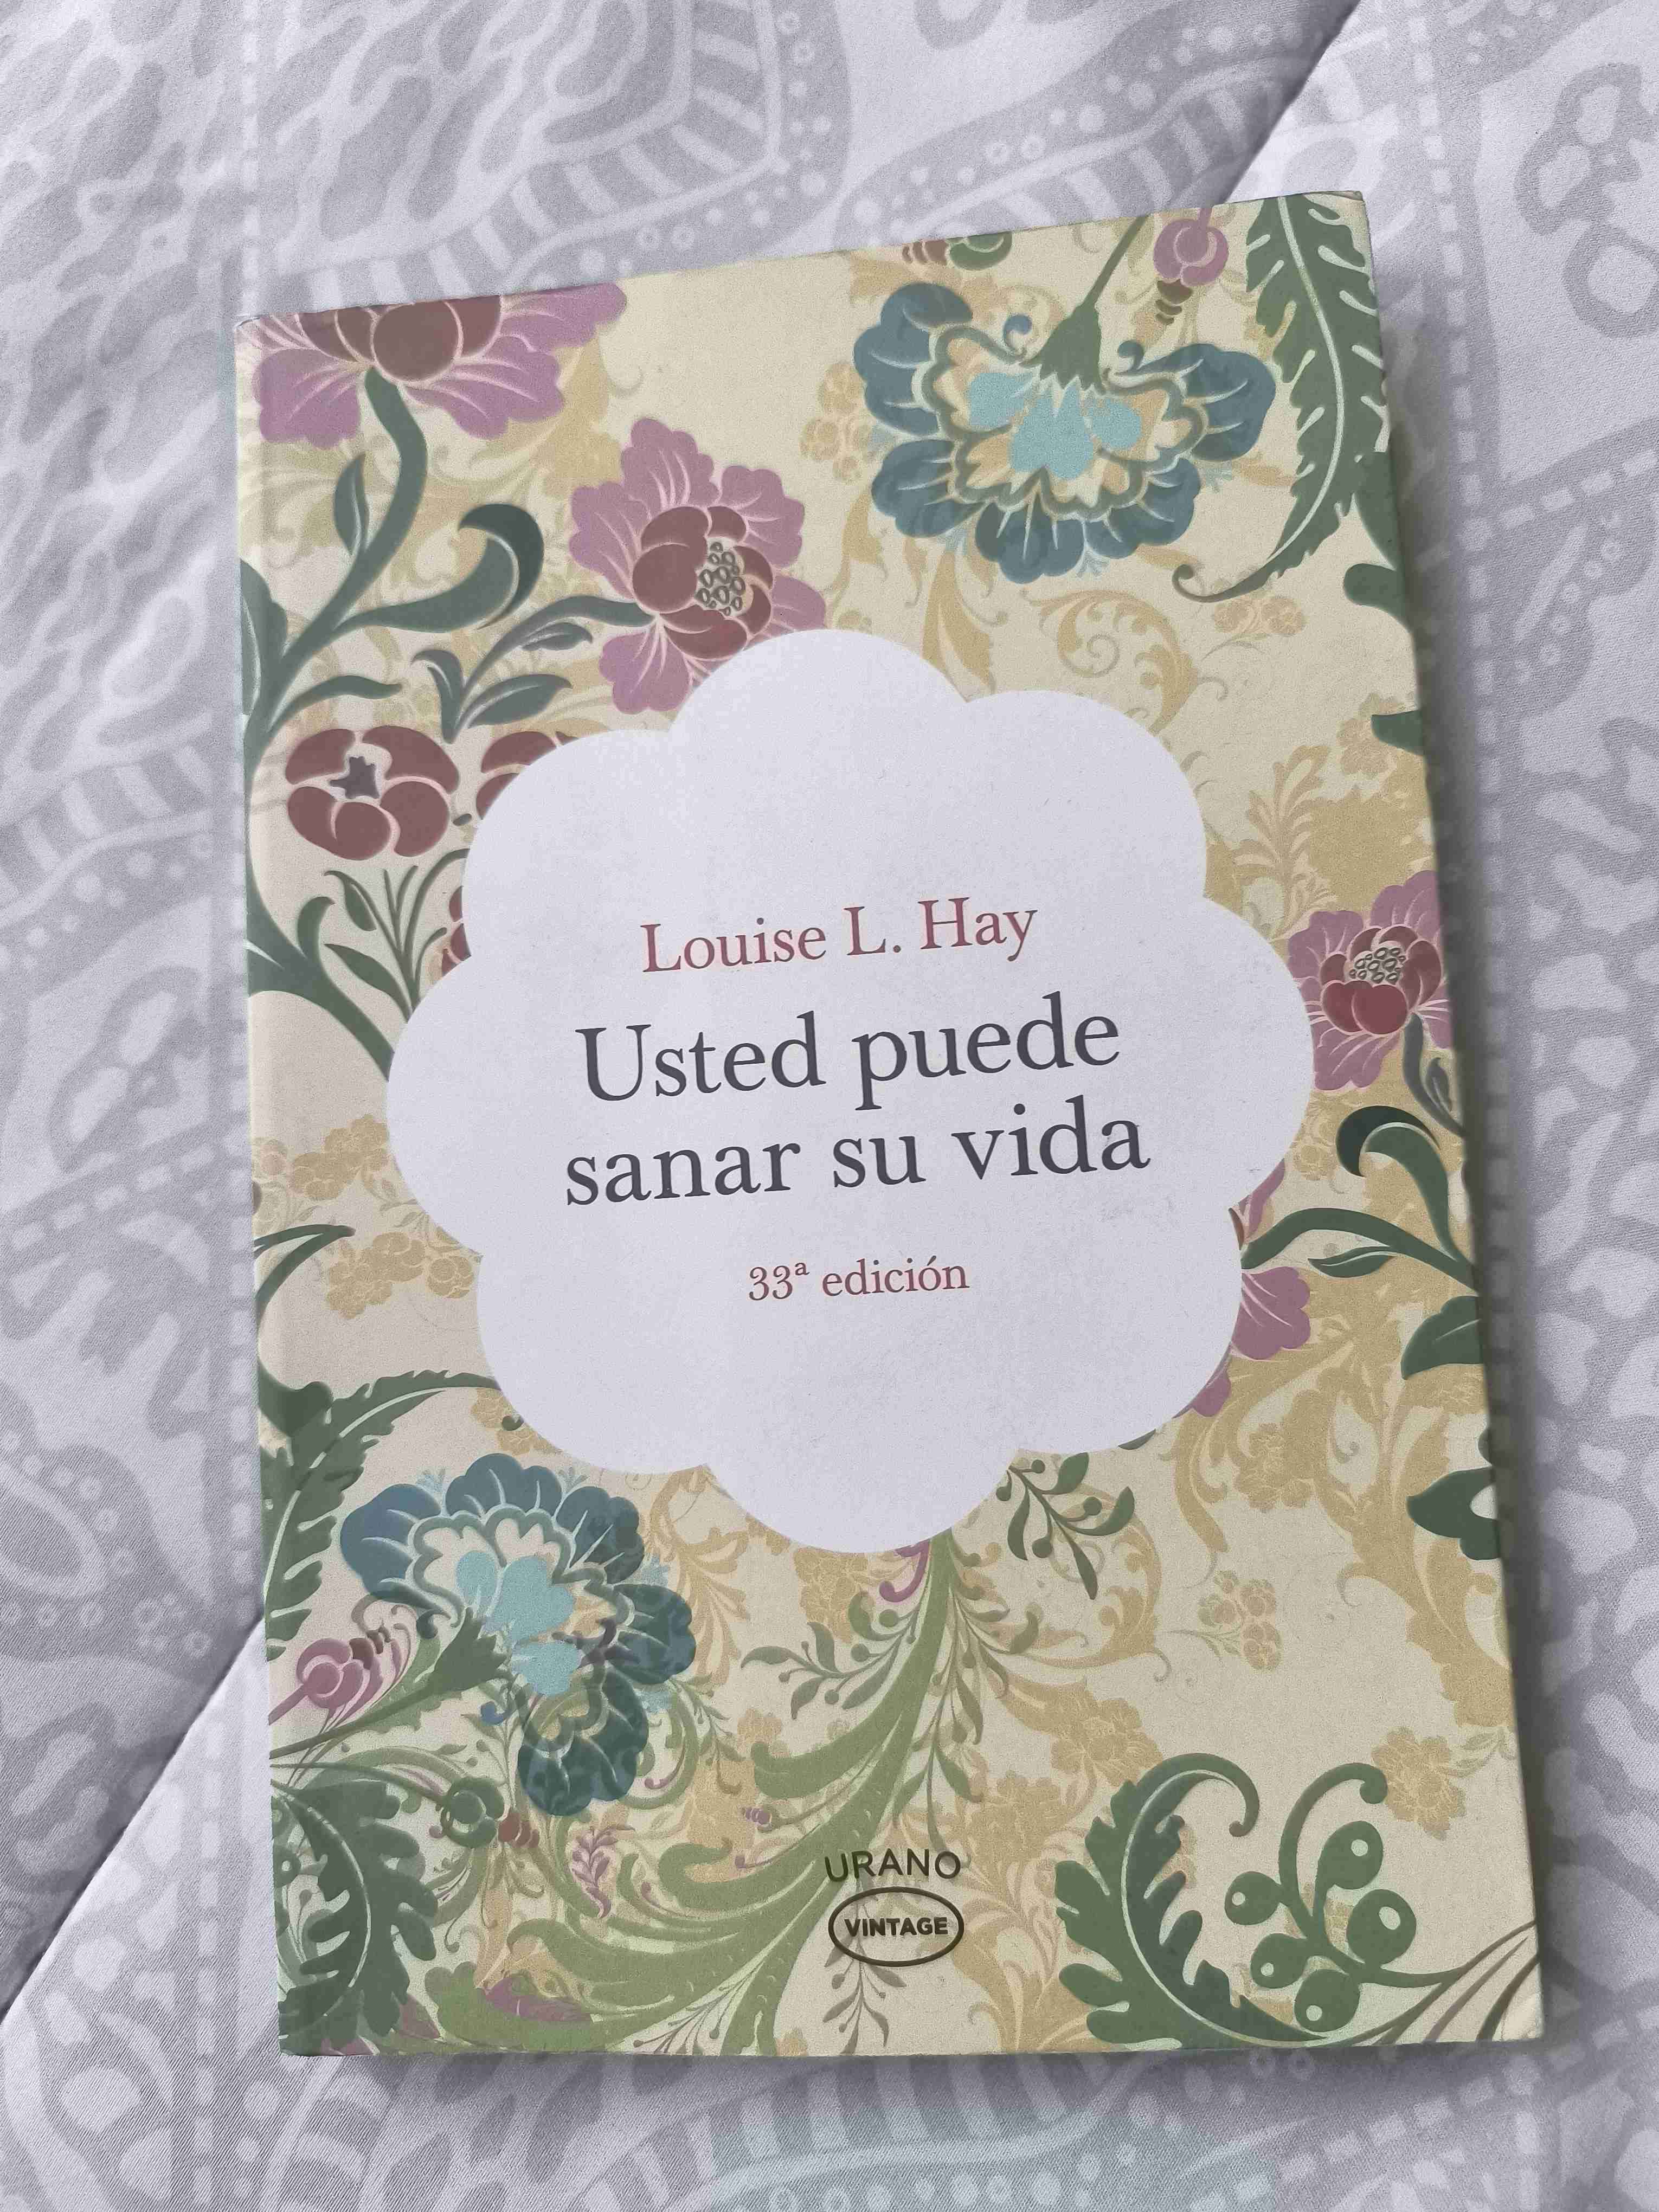 Louise L. Hay
Usted puede
sanar su vida
33ª edición
URANO
VINTAGE